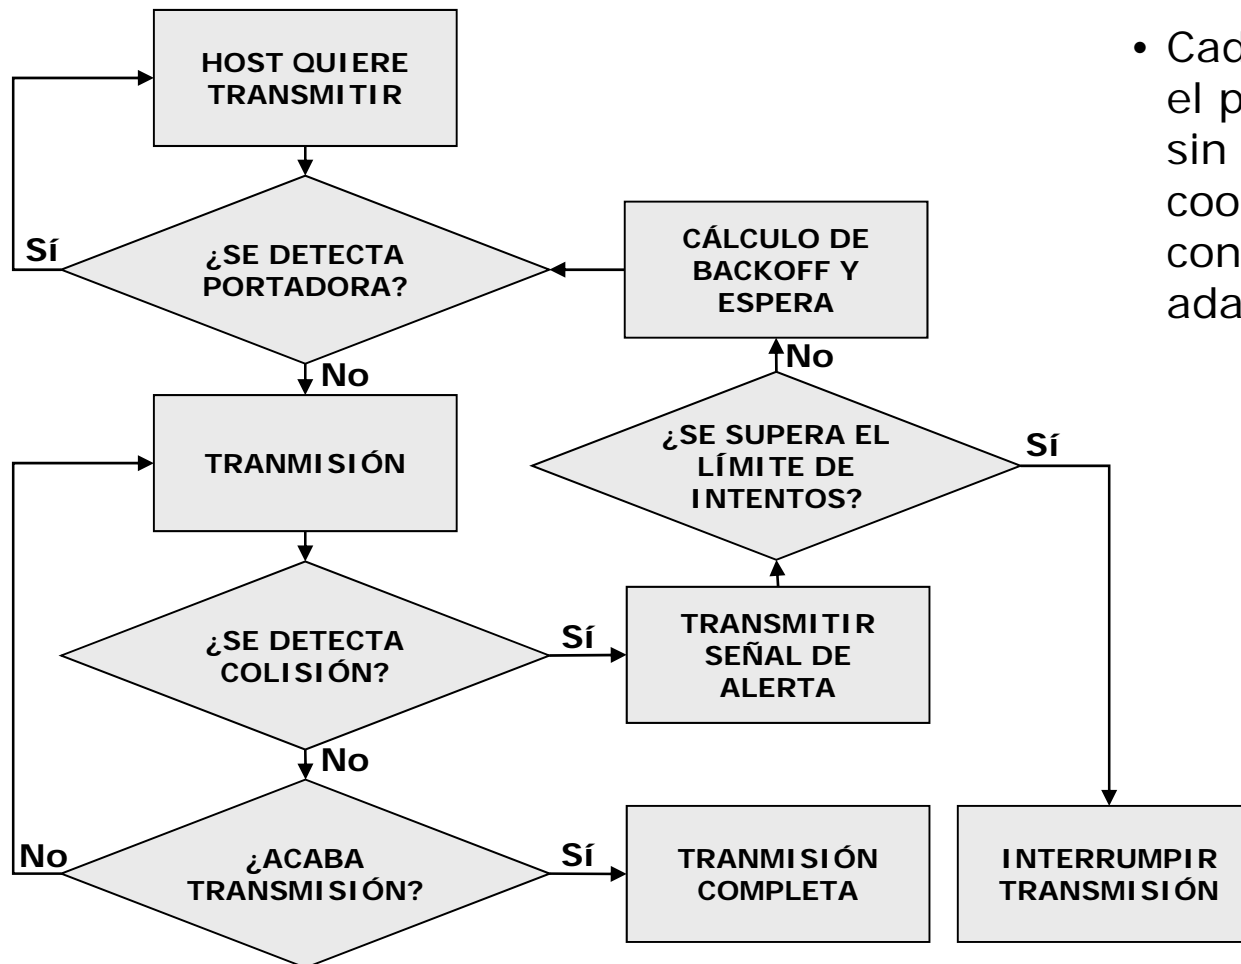 HOST QUIERE
TRANSMITIR
Sí
¿SE DETECTA
PORTADORA?
No
CÁLCULO DE
BACKOFF Y
ESPERA
No
TRANMISIÓN
¿SE SUPERA EL
LÍMITE DE
INTENTOS?
Sí
¿SE DETECTA
COLISIÓN?
Sí
TRANSMITIR
SEÑAL DE
ALERTA
No
No
¿ACABA
TRANSMISIÓN?
Sí
TRANMISIÓN
COMPLETA
INTERRUMPIR
TRANSMISIÓN
• Cad
el p
sin
coo
con
ada